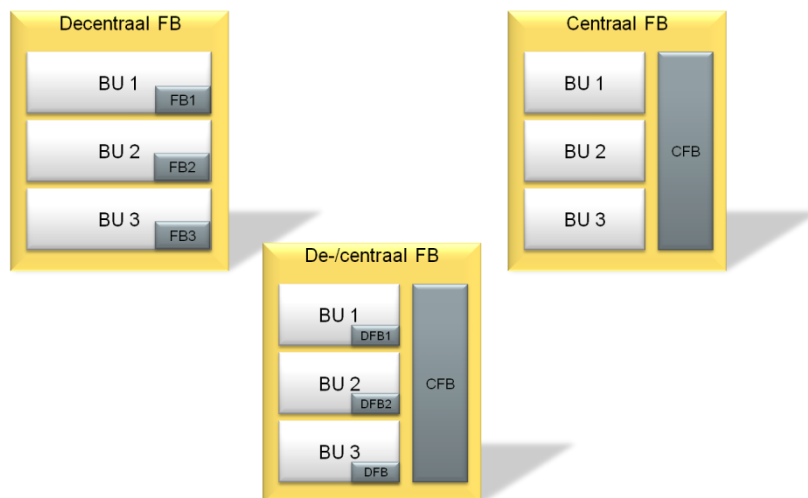 Decentraal FB
BU 1
FB1
BU 2
FB2
BU 3
FB3
Centraal FB
BU 1
BU 2
BU 3
CFB
De-/centraal FB
BU 1
DFB1
BU 2
DFB2
BU 3
DFB
CFB